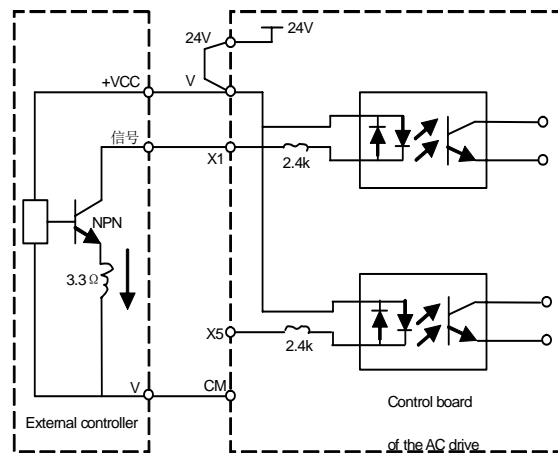 24V
24V
+VCC
V
信号
X1
2.4k
NPN
3.3 Ω
X5
2.4k
V
CM
Control board
External controller
of the AC drive